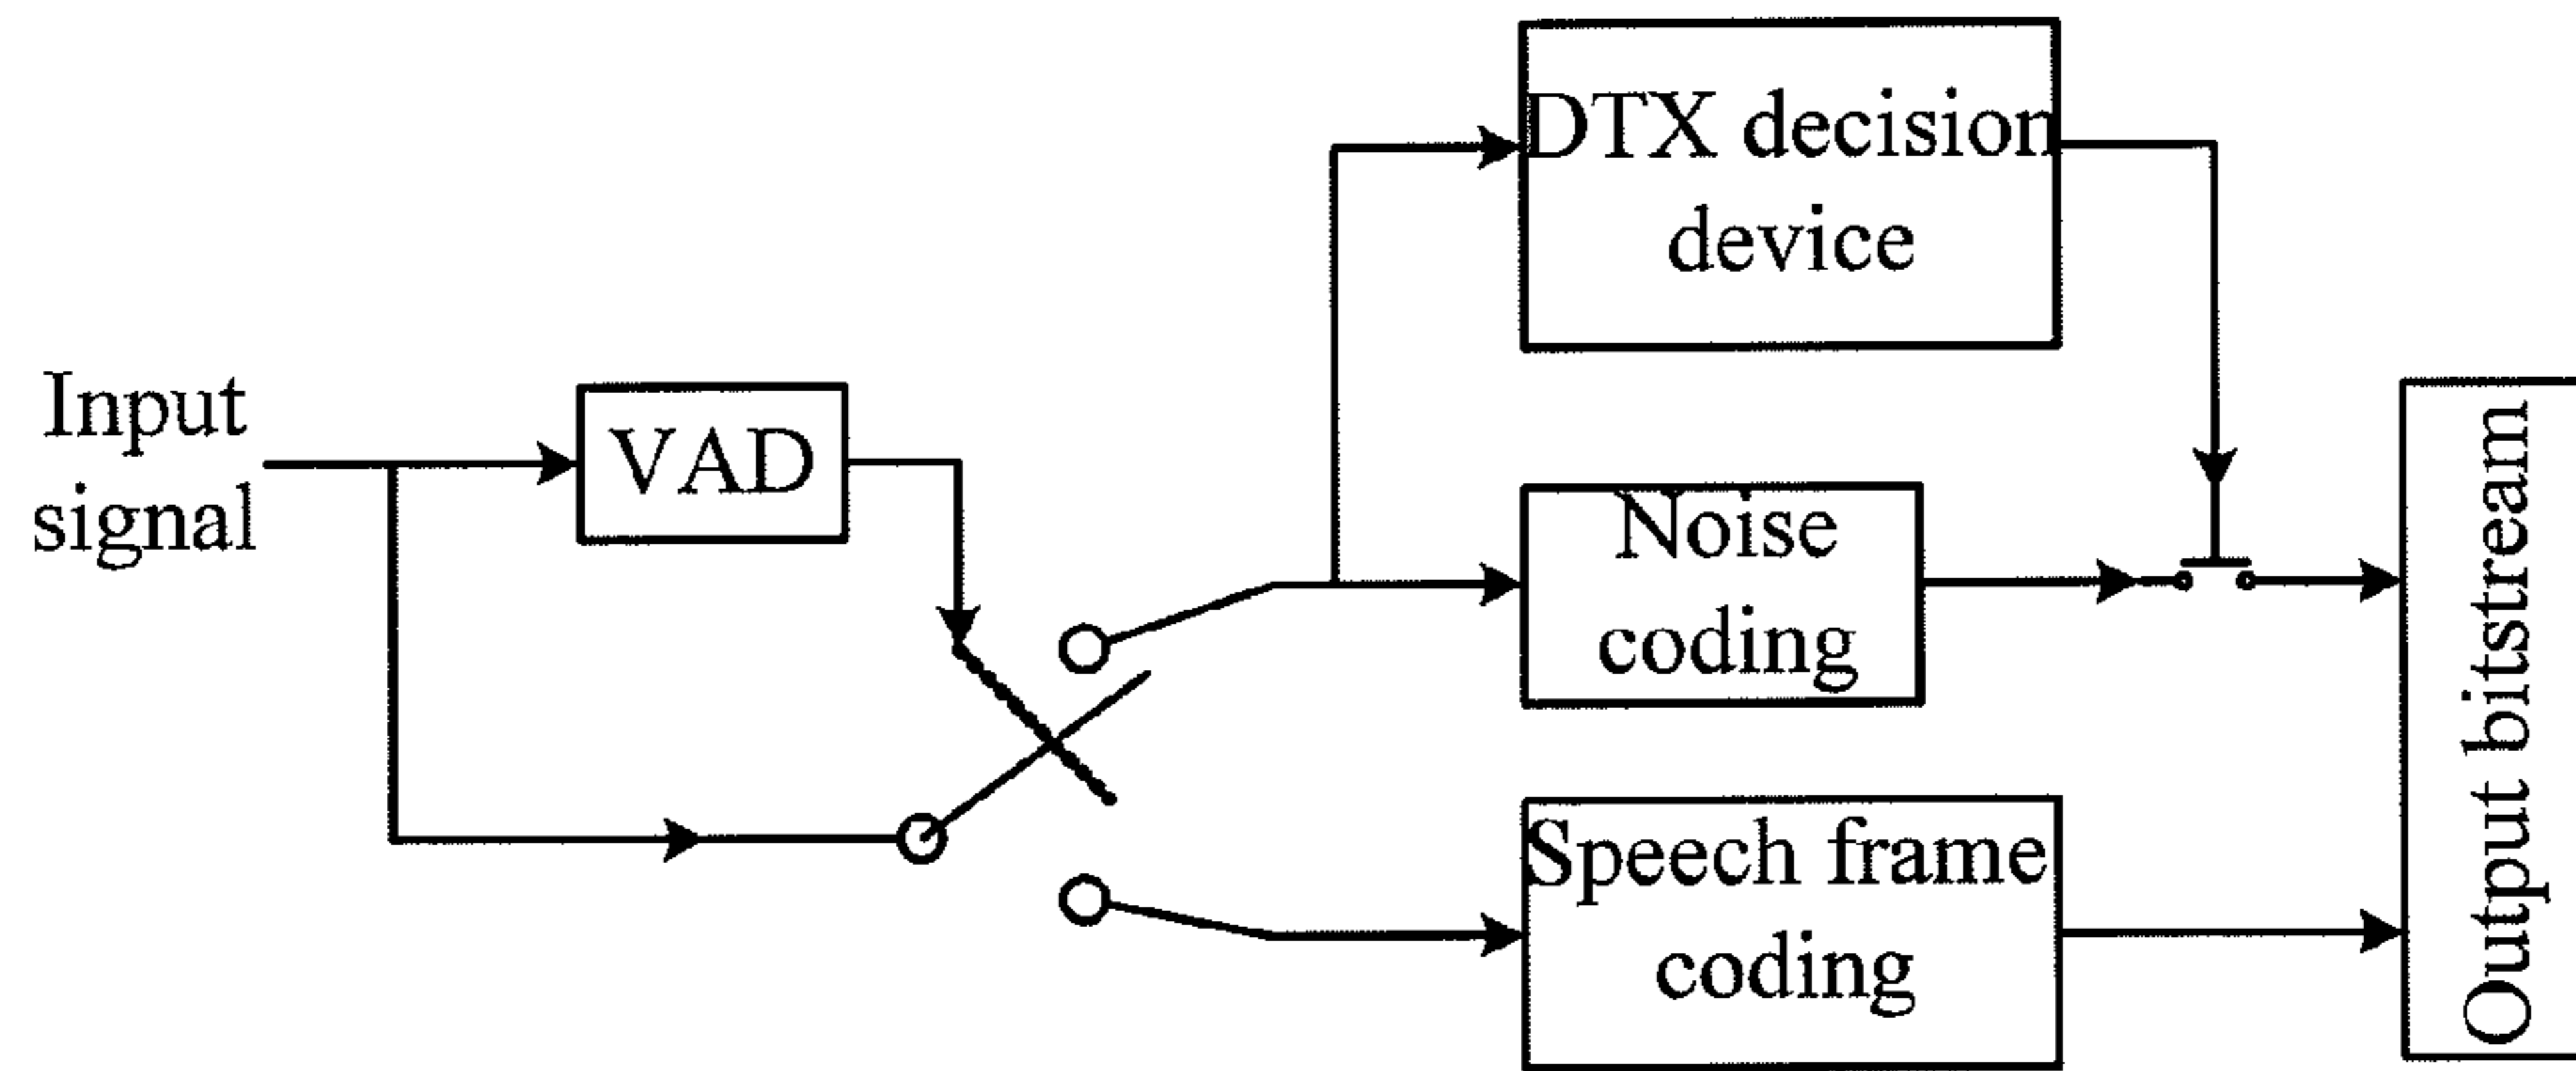 Input
signal
VAD
DTX decision
device
Noise
coding
Speech frame
coding
Output bitstream